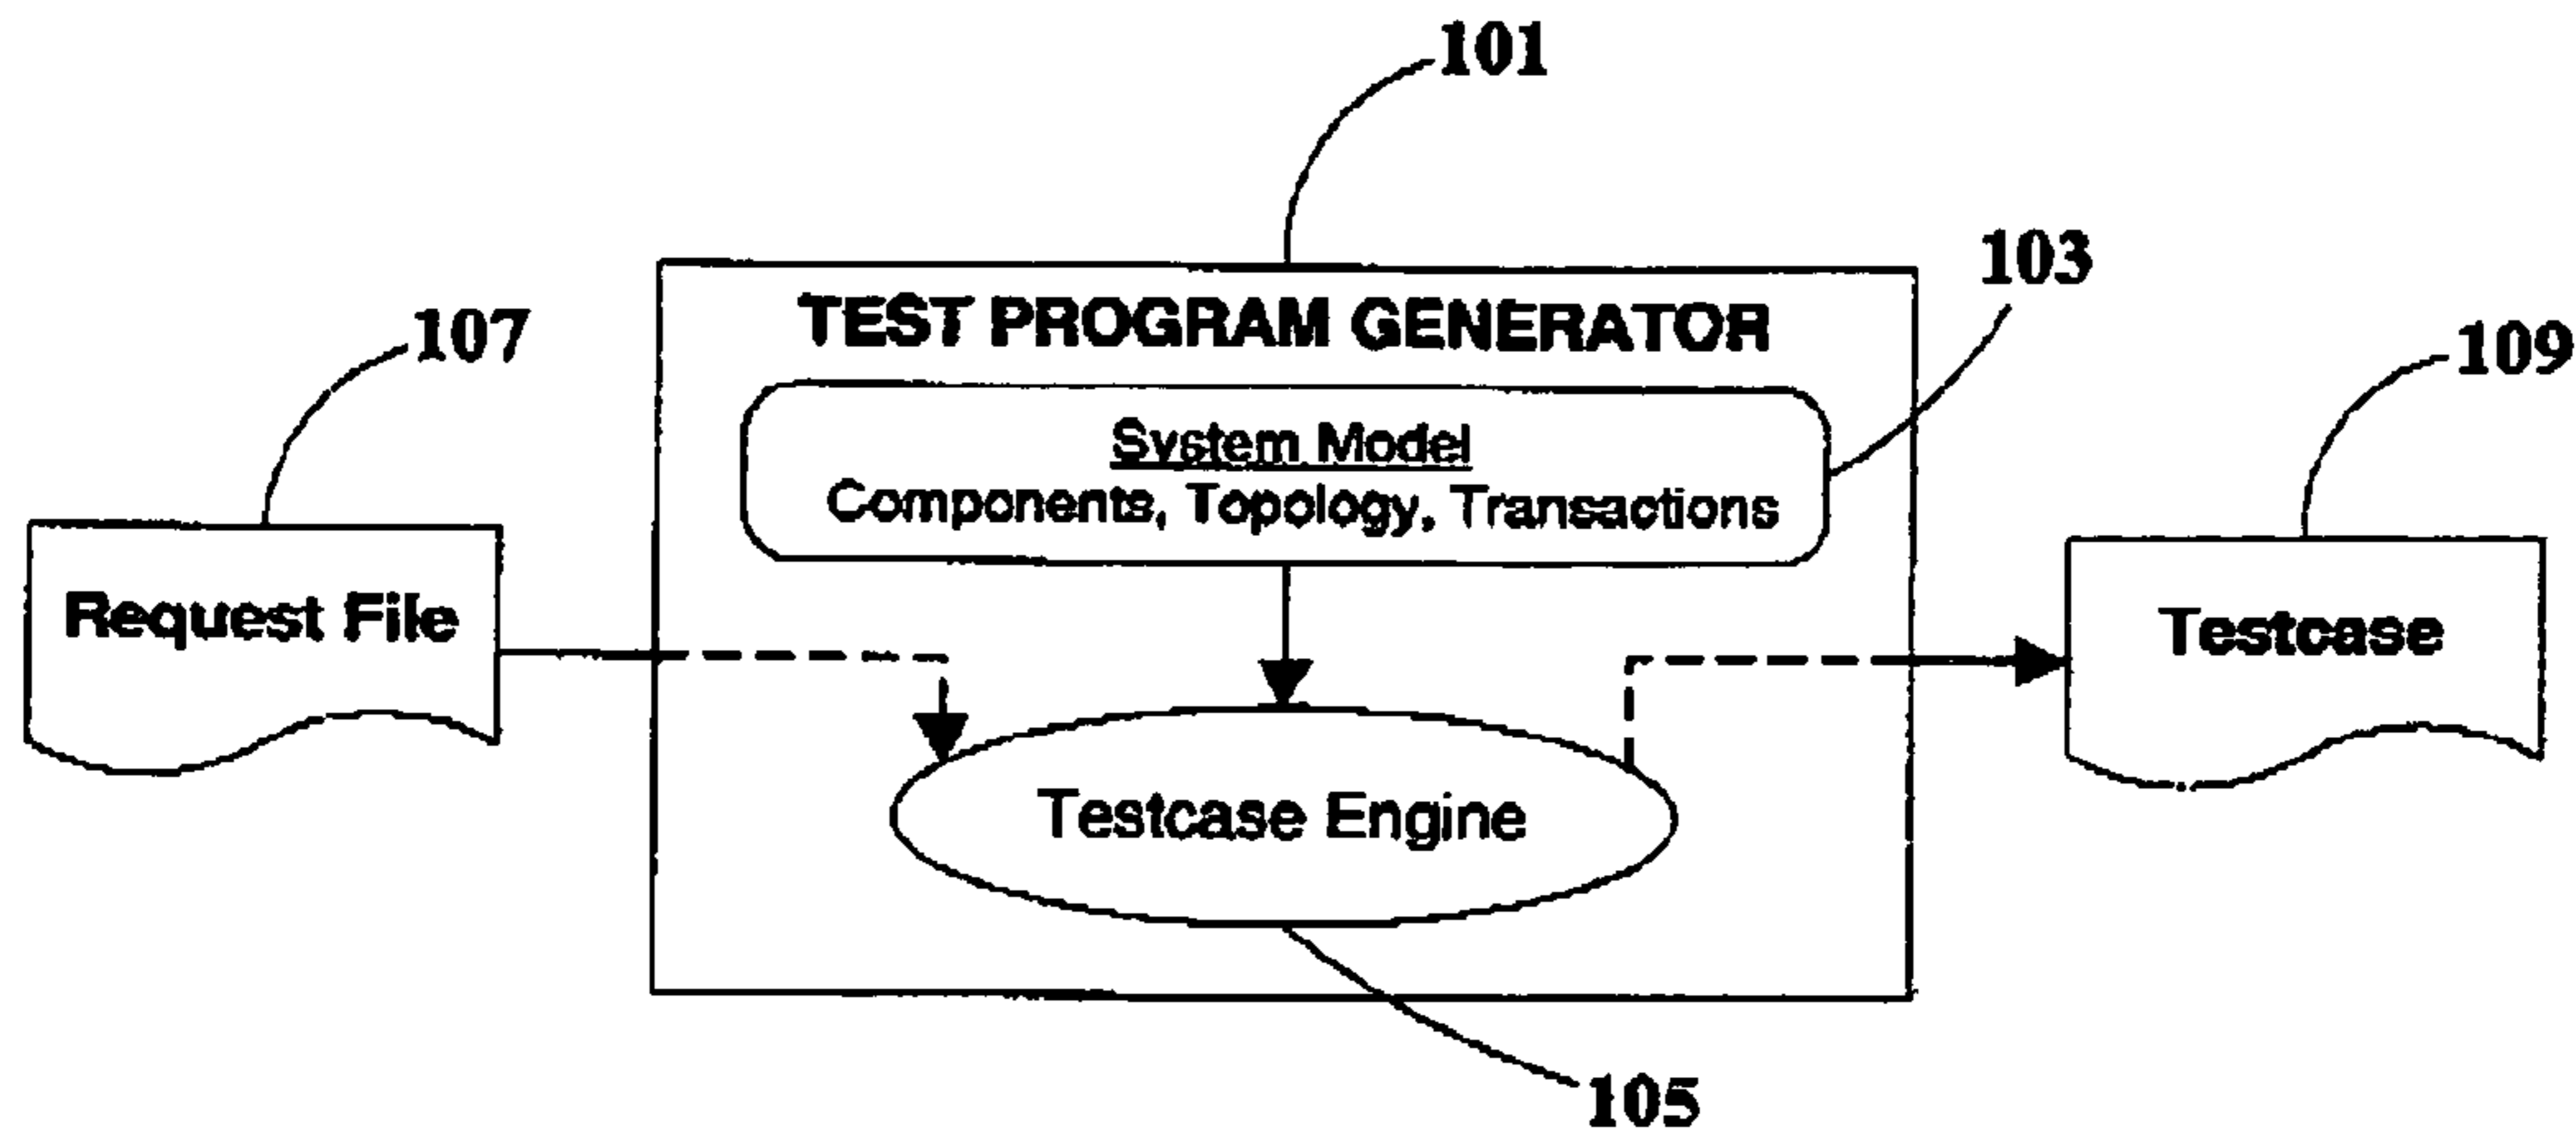 101
TEST PROGRAM GENERATOR
103
107
System Model
Components, Topology, Transactions
109
Request File
Testcase
Testcase Engine
105